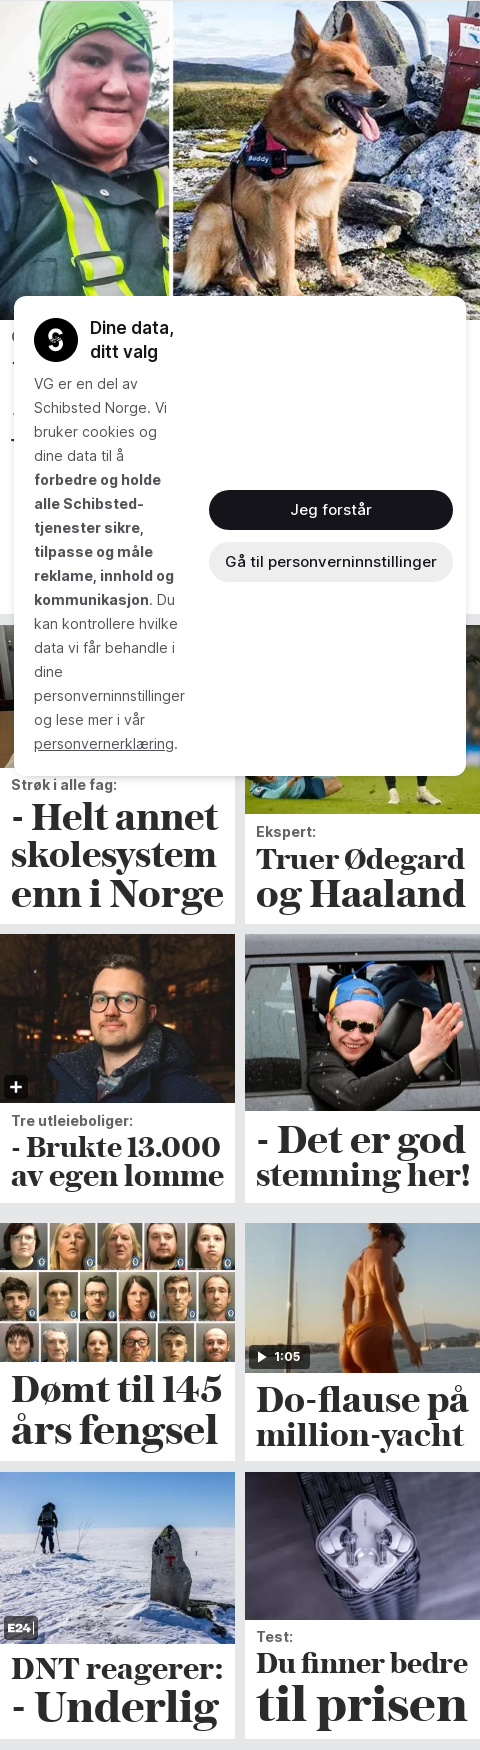 Buddy
Dine data,
ditt valg
VG er en del av
Schibsted Norge. Vi
bruker cookies og
dine data til å
forbedre og holde
alle Schibsted-
tjenester sikre,
tilpasse og måle
reklame, innhold og
kommunikasjon. Du
kan kontrollere hvilke
data vi får behandle i
dine
personverninnstillinger
og lese mer i vår
personvernerklæring.
Jeg forstår
Gå til personverninnstillinger
Strøk i alle fag:
- Helt annet
skolesystem
enn i Norge
Ekspert:
Truer Ødegard
og Haaland
Tre utleieboliger:
- Brukte 13.000
av egen lomme
- Det er god
stemning her!
Dømt til 145
års fengsel
1:05
Do-flause på
million-yacht
E24
DNT reagerer:
- Underlig
Test:
Du finner bedre
til prisen